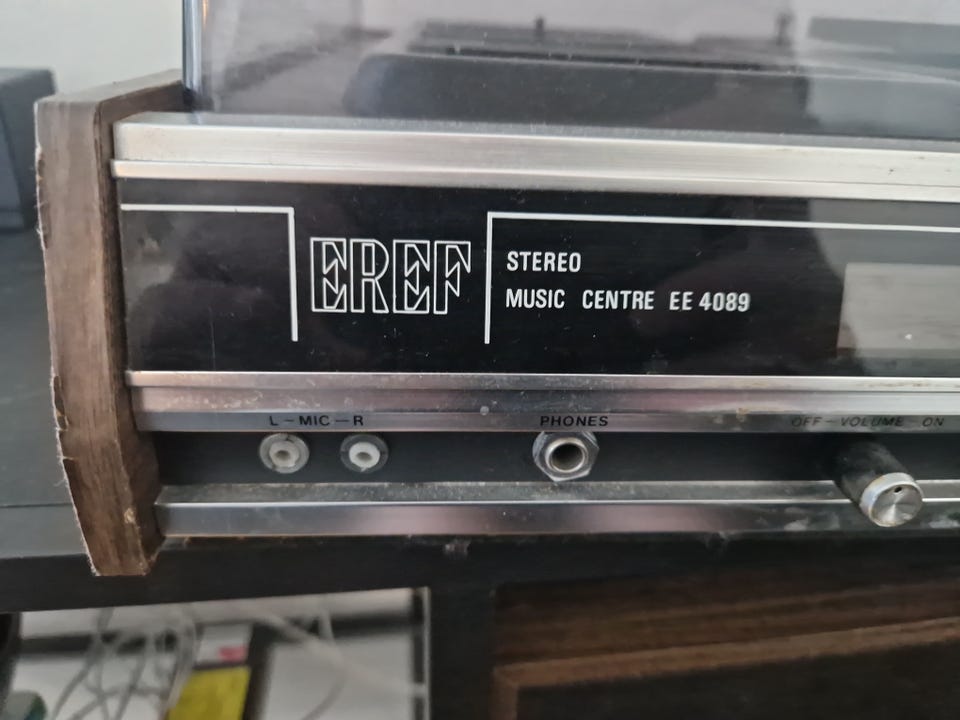 EREF
STEREO
MUSIC CENTRE EE 4089
L-MIC-R
PHONES
OFF-VOLUME-ON